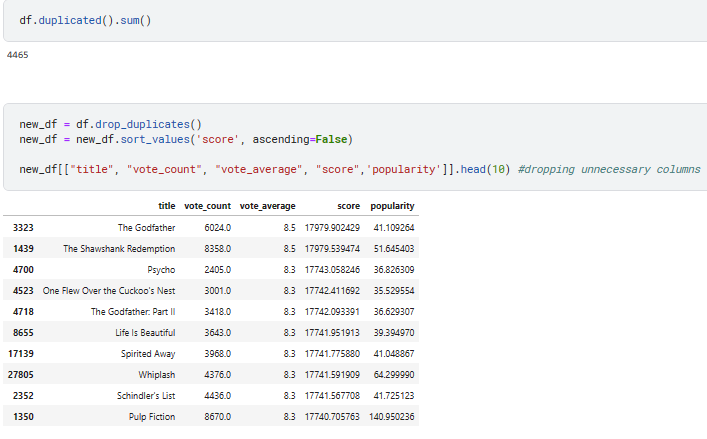 df.duplicated().sum()
4465
new_df = df.drop_duplicates()
new_df = new_df.sort_values('score', ascending=False)
new_df[["title", "vote_count", "vote_average", "score",'popularity']].head(10) #dropping unnecessary columns
title vote_count vote_average score popularity
3323 The Godfather 6024.0 8.5 17979.902429 41.109264
1439 The Shawshank Redemption 8358.0 8.5 17979.539474 51.645403
4700 Psycho 2405.0 8.3 17743.058246 36.826309
4523 One Flew Over the Cuckoo's Nest 3001.0 8.3 17742.411692 35.529554
4718 The Godfather: Part II 3418.0 8.3 17742.093391 36.629307
8655 Life Is Beautiful 3643.0 8.3 17741.951913 39.394970
17139 Spirited Away 3968.0 8.3 17741.775880 41.048867
27805 Whiplash 4376.0 8.3 17741.591909 64.299990
2352 Schindler's List 4436.0 8.3 17741.567708 41.725123
1350 Pulp Fiction 8670.0 8.3 17740.705763 140.950236